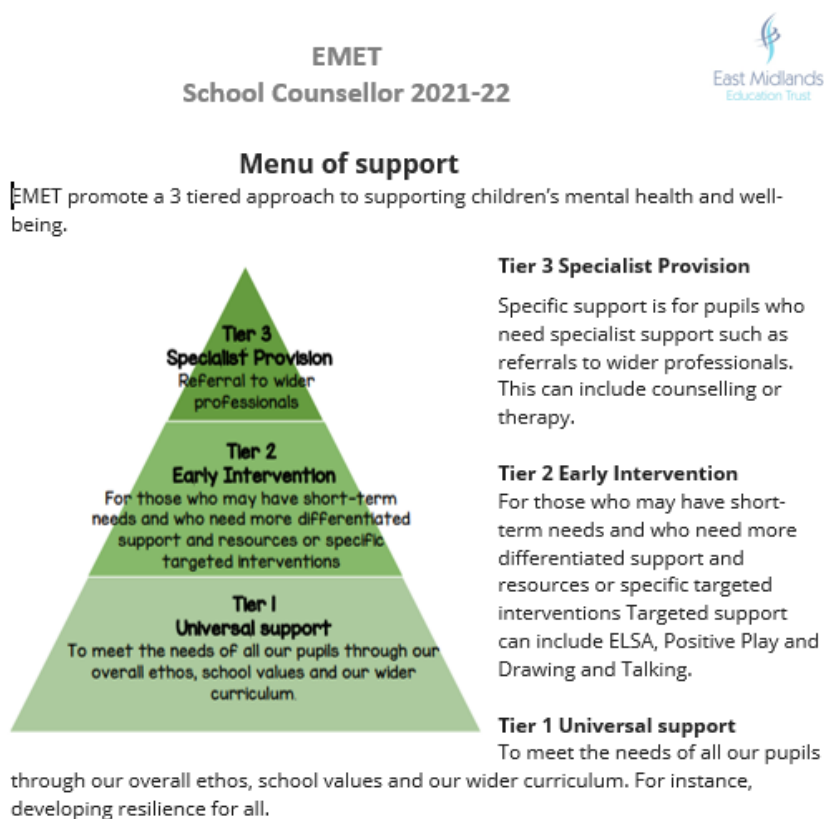 EMET
School Counsellor 2021-22
East Midlands
Education Trust
Menu of support
EMET promote a 3 tiered approach to supporting children's mental health and well-
being.
Tier 3
Specialist Provision
Referral to wider
professionals
Tier 2
Early Intervention
For those who may have short-term
needs and who need more differentiated
support and resources or specific
targeted interventions
Tier 1
Universal support
To meet the needs of all our pupils through our
overall ethos, school values and our wider
curriculum.
Tier 3 Specialist Provision
Specific support is for pupils who
need specialist support such as
referrals to wider professionals.
This can include counselling or
therapy.
Tier 2 Early Intervention
For those who may have short-
term needs and who need more
differentiated support and
resources or specific targeted
interventions Targeted support
can include ELSA, Positive Play and
Drawing and Talking.
Tier 1 Universal support
To meet the needs of all our pupils
through our overall ethos, school values and our wider curriculum. For instance,
developing resilience for all.